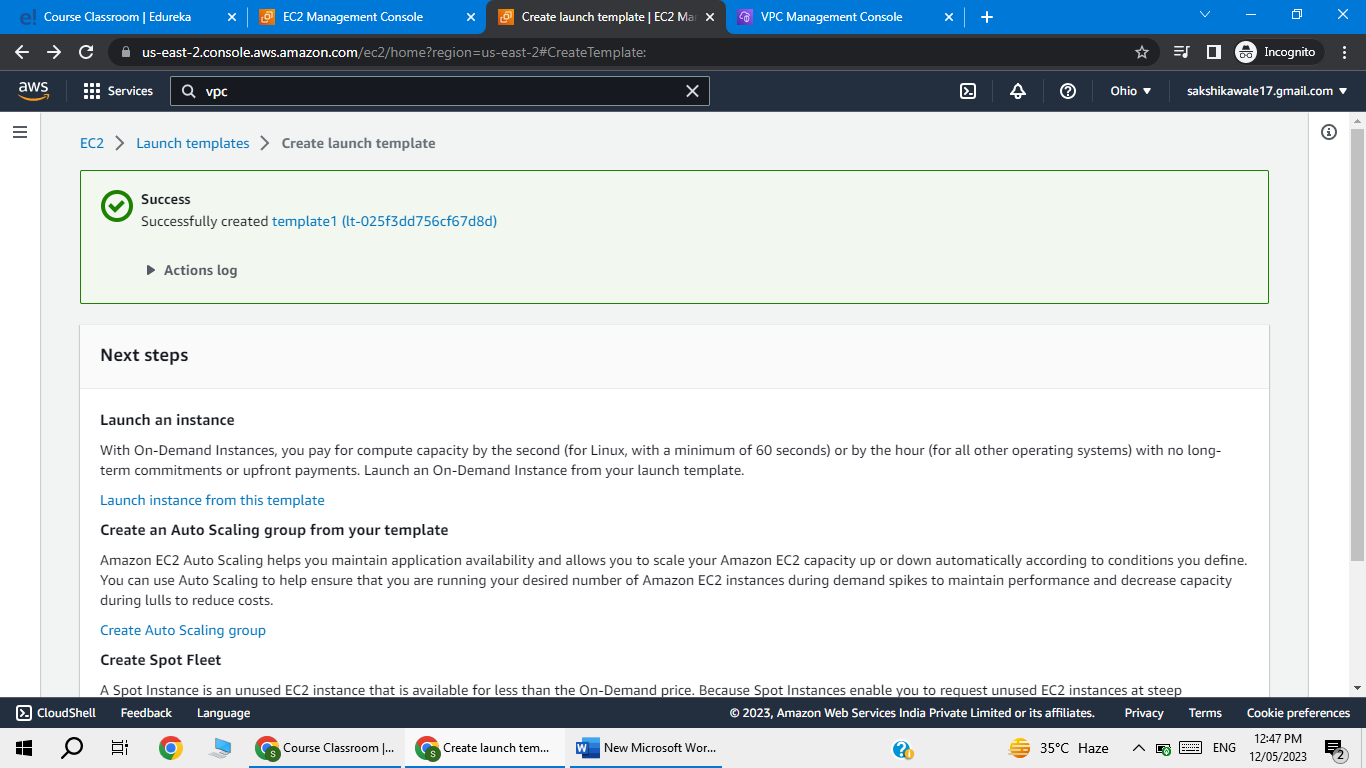 Course Classroom | Edureka
EC2 Management Console
Create launch template | EC2 Ma
VPC Management Console
us-east-2.console.aws.amazon.com/ec2/home?region=us-east-2#CreateTemplate:
Incognito
aws
Services
vpc
Ohio
sakshikawale17.gmail.com
EC2 > Launch templates > Create launch template
Success
Successfully created template1 (lt-025f3dd756cf67d8d)
Actions log
Next steps
Launch an instance
With On-Demand Instances, you pay for compute capacity by the second (for Linux, with a minimum of 60 seconds) or by the hour (for all other operating systems) with no long-
term commitments or upfront payments. Launch an On-Demand Instance from your launch template.
Launch instance from this template
Create an Auto Scaling group from your template
Amazon EC2 Auto Scaling helps you maintain application availability and allows you to scale your Amazon EC2 capacity up or down automatically according to conditions you define.
You can use Auto Scaling to help ensure that you are running your desired number of Amazon EC2 instances during demand spikes to maintain performance and decrease capacity
during lulls to reduce costs.
Create Auto Scaling group
Create Spot Fleet
A Spot Instance is an unused EC2 instance that is available for less than the On-Demand price. Because Spot Instances enable you to request unused EC2 instances at steep
CloudShell
Feedback
Language
© 2023, Amazon Web Services India Private Limited or its affiliates.
Privacy
Terms
Cookie preferences
Course Classroom |...
Create launch tem...
New Microsoft Wor...
35°C Haze
ENG
12:47 PM
12/05/2023
2